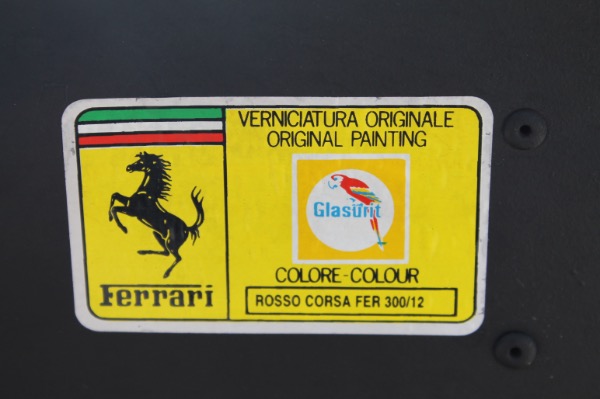 VERNICIATURA ORIGINALE
ORIGINAL PAINTING
Glasurit
COLORE-COLOUR
Ferrari
ROSSO CORSA FER 300/12